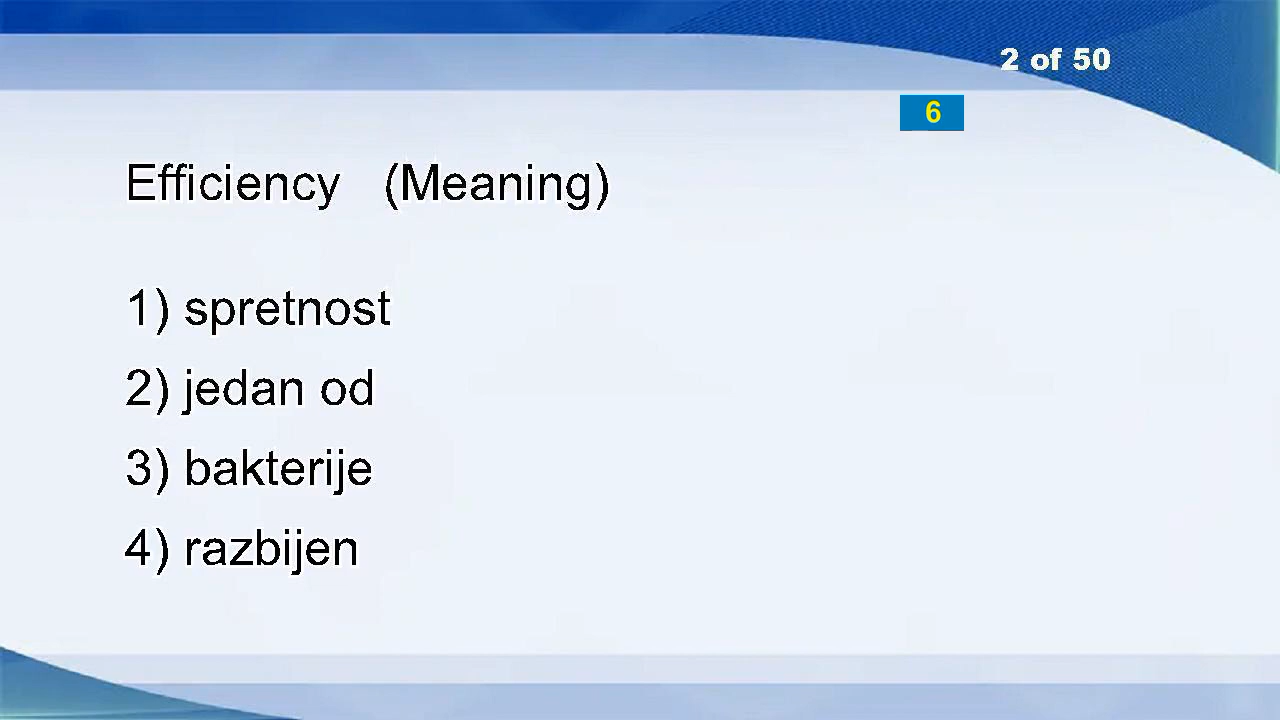 2 of 50
6
Efficiency (Meaning)
1) spretnost
2) jedan od
3) bakterije
4) razbijen